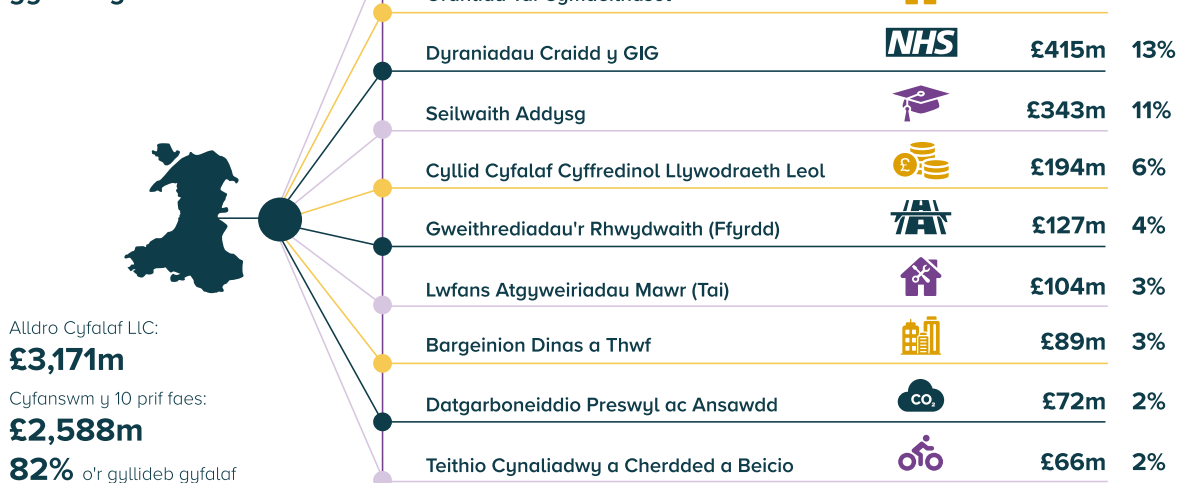 Dyraniadau Craidd y GIG NHS £415m 13%
Seilwaith Addysg £343m 11%
Cyllid Cyfalaf Cyffredinol Llywodraeth Leol £ £194m 6%
Gweithrediadau'r Rhwydwaith (Ffyrdd) £127m 4%
Lwfans Atgyweiriadau Mawr (Tai) £104m 3%
Bargeinion Dinas a Thwf £89m 3%
Datgarboneiddio Preswyl ac Ansawdd CO₂ £72m 2%
Teithio Cynaliadwy a Cherdded a Beicio £66m 2%
Alldro Cyfalaf LlC:
£3,171m
Cyfanswm y 10 prif faes:
£2,588m
82% o'r gyllideb gyfalaf